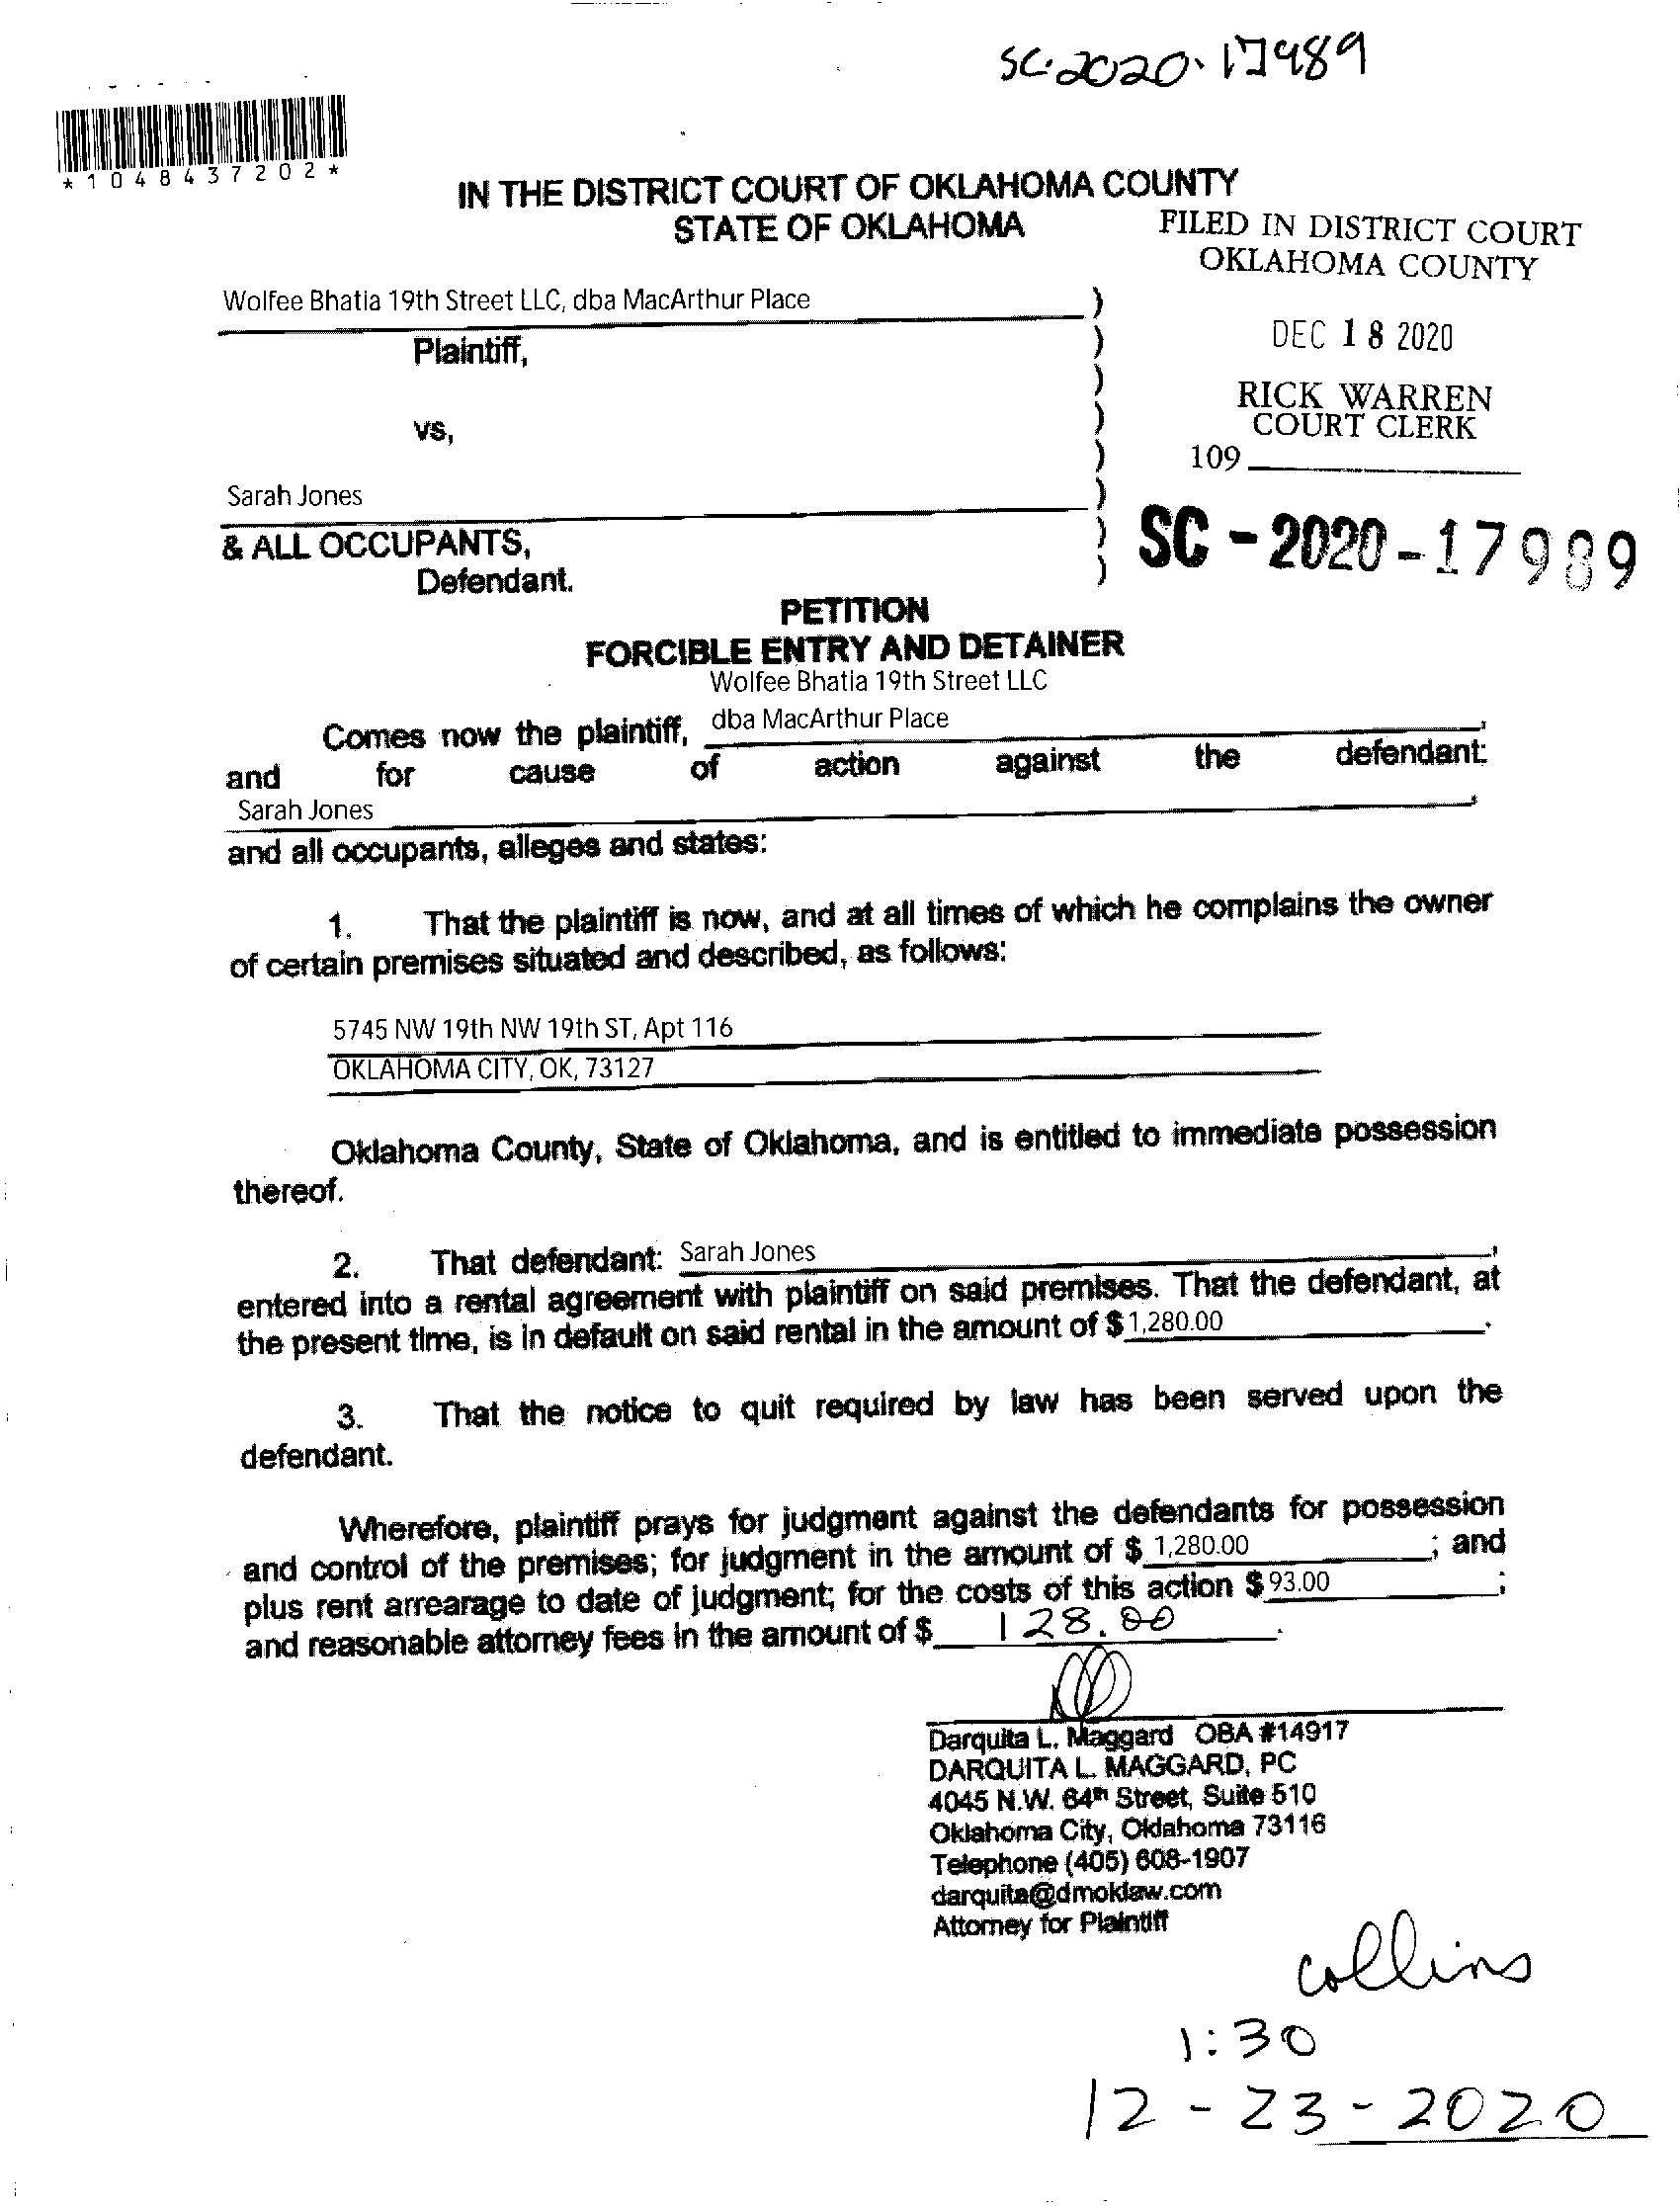 SC-2020-17989
*1048437202*
IN THE DISTRICT COURT OF OKLAHOMA COUNTY
STATE OF OKLAHOMA
FILED IN DISTRICT COURT
OKLAHOMA COUNTY
DEC 18 2020
RICK WARREN
COURT CLERK
109
SC - 2020 - 17989
Wolfee Bhatia 19th Street LLC, dba MacArthur Place )
Plaintiff, )
)
vs, )
)
Sarah Jones )
& ALL OCCUPANTS, )
Defendant. )
PETITION
FORCIBLE ENTRY AND DETAINER
Wolfee Bhatia 19th Street LLC
Comes now the plaintiff, dba MacArthur Place,
and for cause of action against the defendant:
Sarah Jones,
and all occupants, alleges and states:
1. That the plaintiff is now, and at all times of which he complains the owner
of certain premises situated and described, as follows:
5745 NW 19th NW 19th ST, Apt 116
OKLAHOMA CITY, OK, 73127
Oklahoma County, State of Oklahoma, and is entitled to immediate possession
thereof.
2. That defendant: Sarah Jones,
entered into a rental agreement with plaintiff on said premises. That the defendant, at
the present time, is in default on said rental in the amount of $1,280.00.
3. That the notice to quit required by law has been served upon the
defendant.
Wherefore, plaintiff prays for judgment against the defendants for possession
and control of the premises; for judgment in the amount of $ 1,280.00 ; and
plus rent arrearage to date of judgment; for the costs of this action $93.00 ;
and reasonable attorney fees in the amount of $ 128.00.
Darquita L. Maggard OBA #14917
DARQUITA L. MAGGARD, PC
4045 N.W. 64th Street, Suite 510
Oklahoma City, Oklahoma 73116
Telephone (405) 608-1907
darquita@dmoklaw.com
Attorney for Plaintiff
collins
1:30
12-23-2020